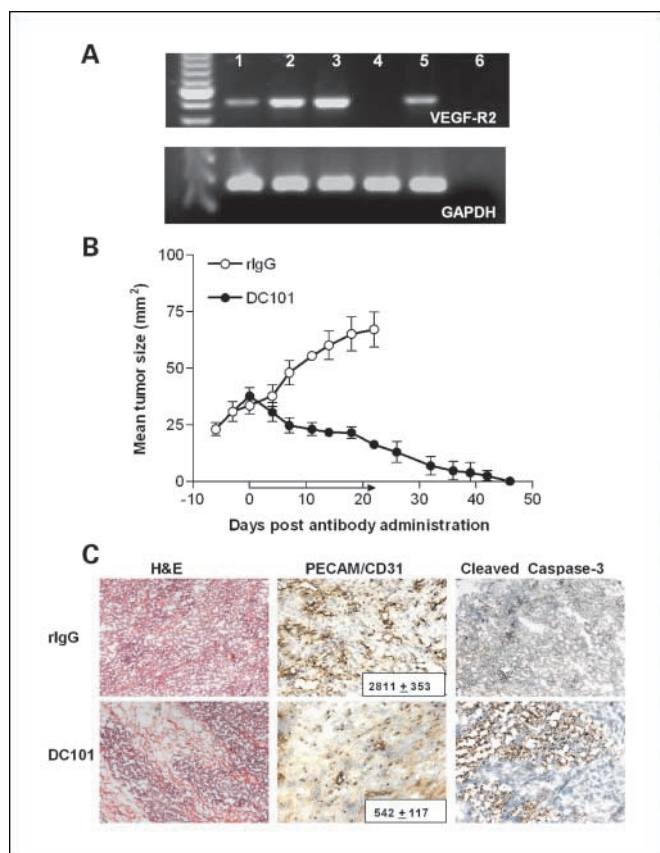 A
1 2 3 4 5 6
VEGF-R2
GAPDH
B
100
75
50
25
0
Mean tumor size (mm²)
rIgG
DC101
-10 0 10 20 30 40 50
Days post antibody administration
C
H&E PECAM/CD31 Cleaved Caspase-3
rIgG
2811 ± 353
DC101
542 ± 117